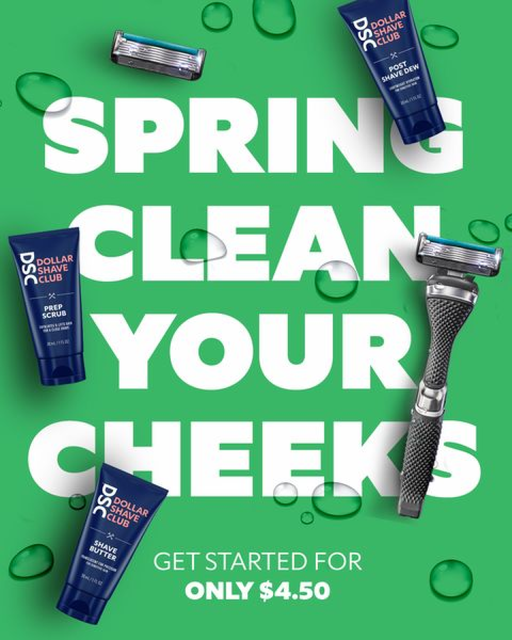 DSC
DOLLAR
SHAVE
CLUB
POST
SHAVE DEW
SPRING
CLEAN
DSC
DOLLAR
SHAVE
CLUB
PREP
SCRUB
YOUR
CHEEKS
DSC
DOLLAR
SHAVE
CLUB
SHAVE
BUTTER
GET STARTED FOR
ONLY $4.50